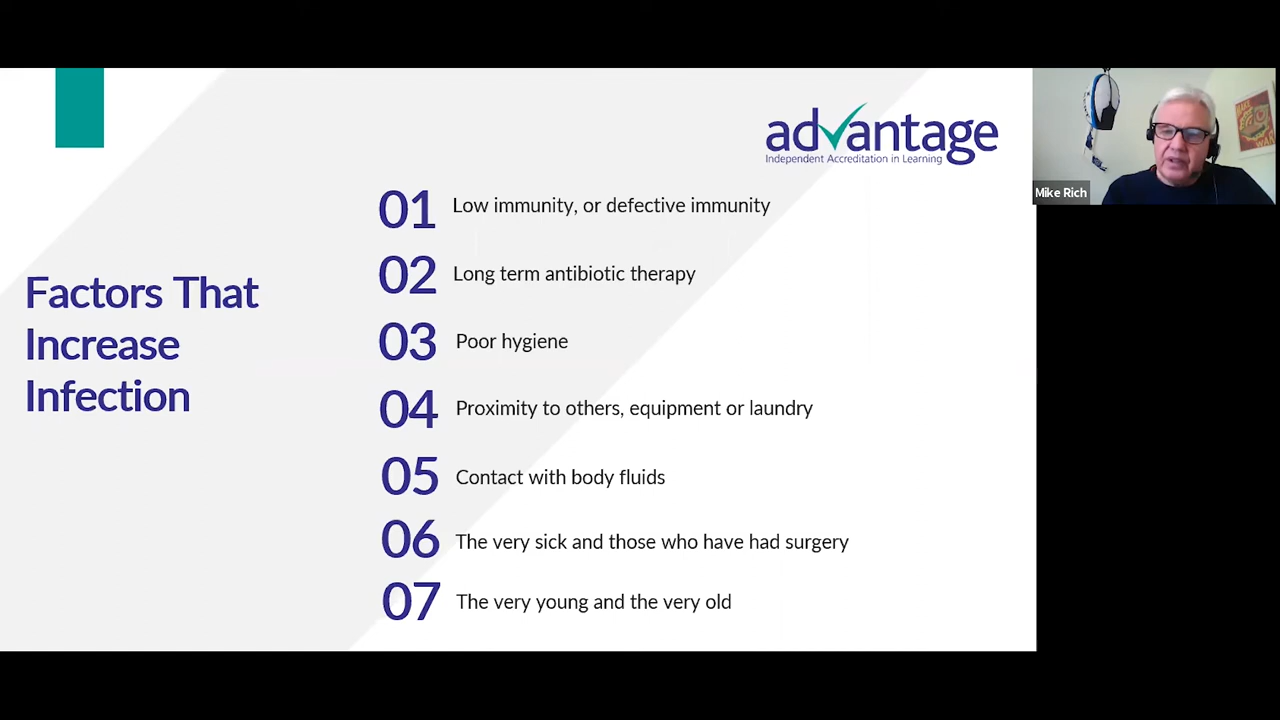 advantage
Independent Accreditation in Learning
Mike Rich
Factors That
Increase
Infection
01 Low immunity, or defective immunity
02 Long term antibiotic therapy
03 Poor hygiene
04 Proximity to others, equipment or laundry
05 Contact with body fluids
06 The very sick and those who have had surgery
07 The very young and the very old